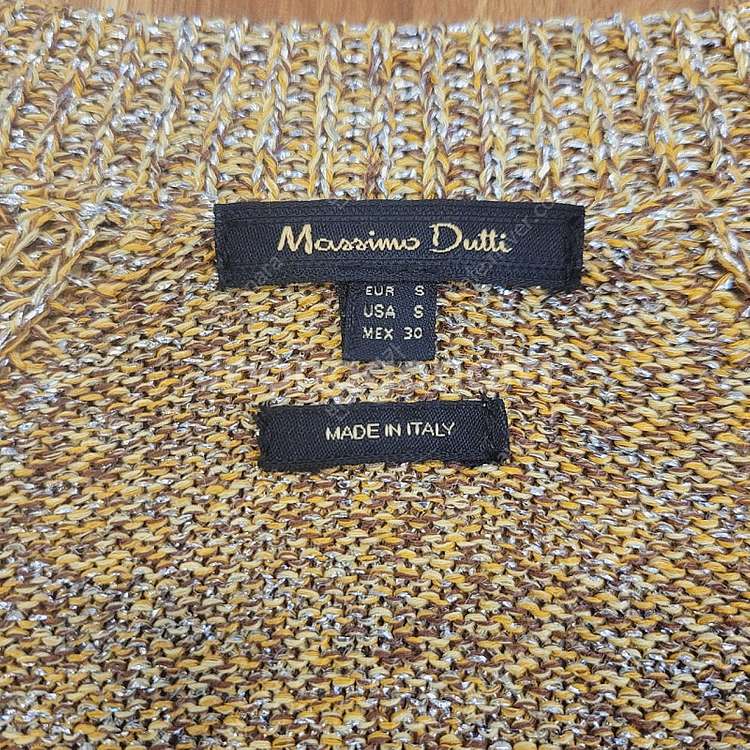 Massimo Dutti
EUR S
USA S
MEX 30
MADE IN ITALY